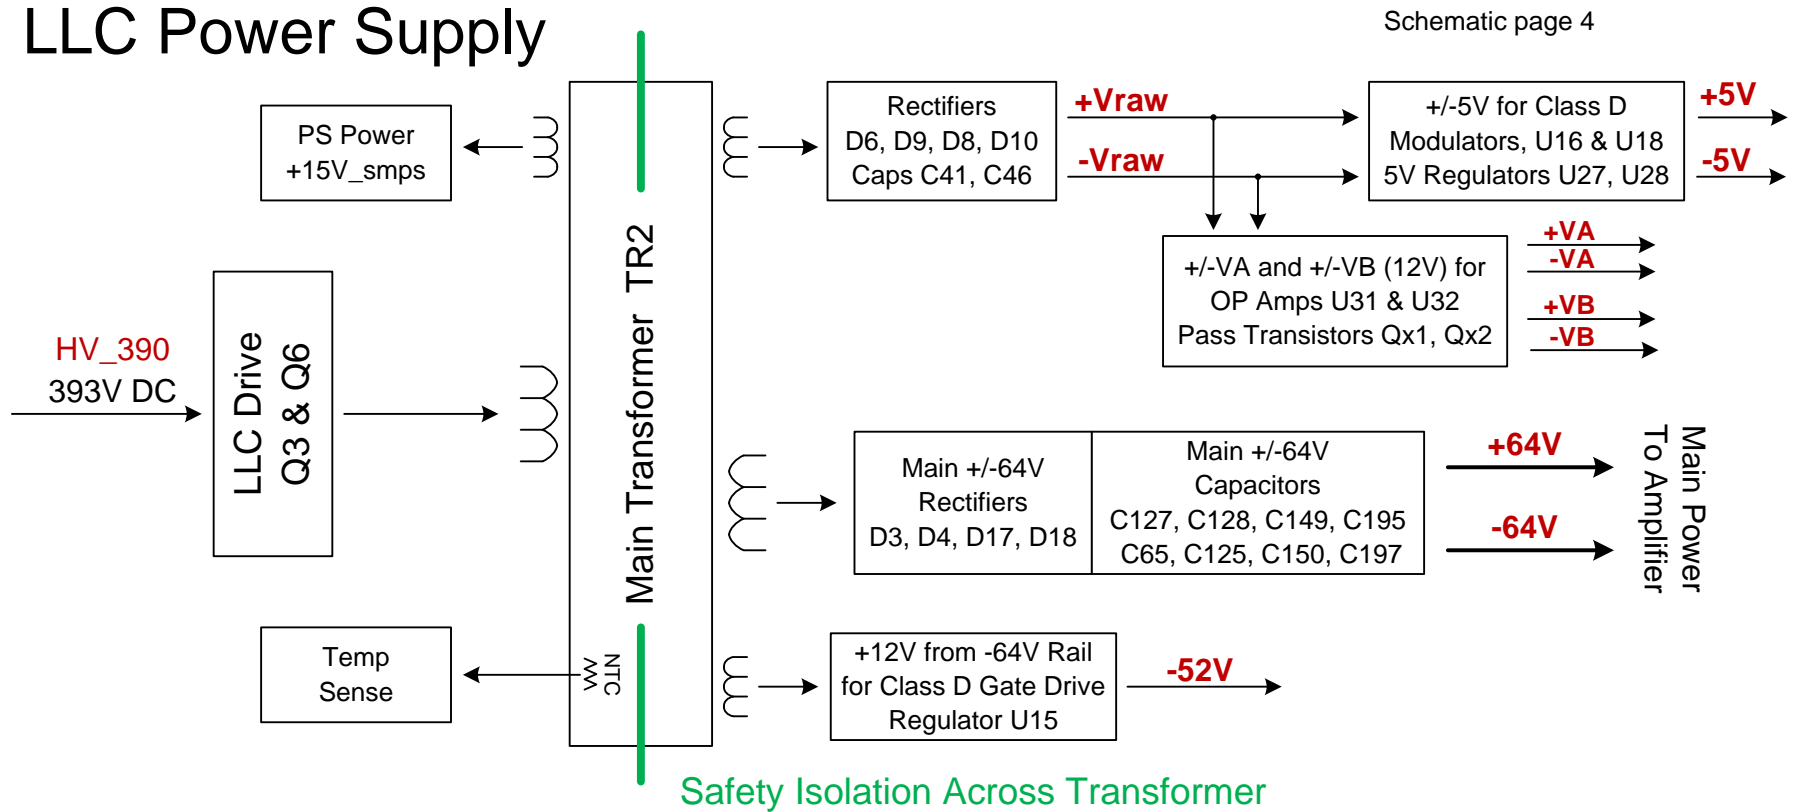 LLC Power Supply
Schematic page 4
PS Power
+15V_smps
Rectifiers
D6, D9, D8, D10
Caps C41, C46
+Vraw
-Vraw
+/-5V for Class D
Modulators, U16 & U18
5V Regulators U27, U28
+5V
-5V
+/-VA and +/-VB (12V) for
OP Amps U31 & U32
Pass Transistors Qx1, Qx2
+VA
-VA
+VB
-VB
HV_390
393V DC
LLC Drive
Q3 & Q6
Main Transformer TR2
Main +/-64V
Rectifiers
D3, D4, D17, D18
Main +/-64V
Capacitors
C127, C128, C149, C195
C65, C125, C150, C197
+64V
-64V
Main Power
To Amplifier
Temp
Sense
NTC
+12V from -64V Rail
for Class D Gate Drive
Regulator U15
-52V
Safety Isolation Across Transformer